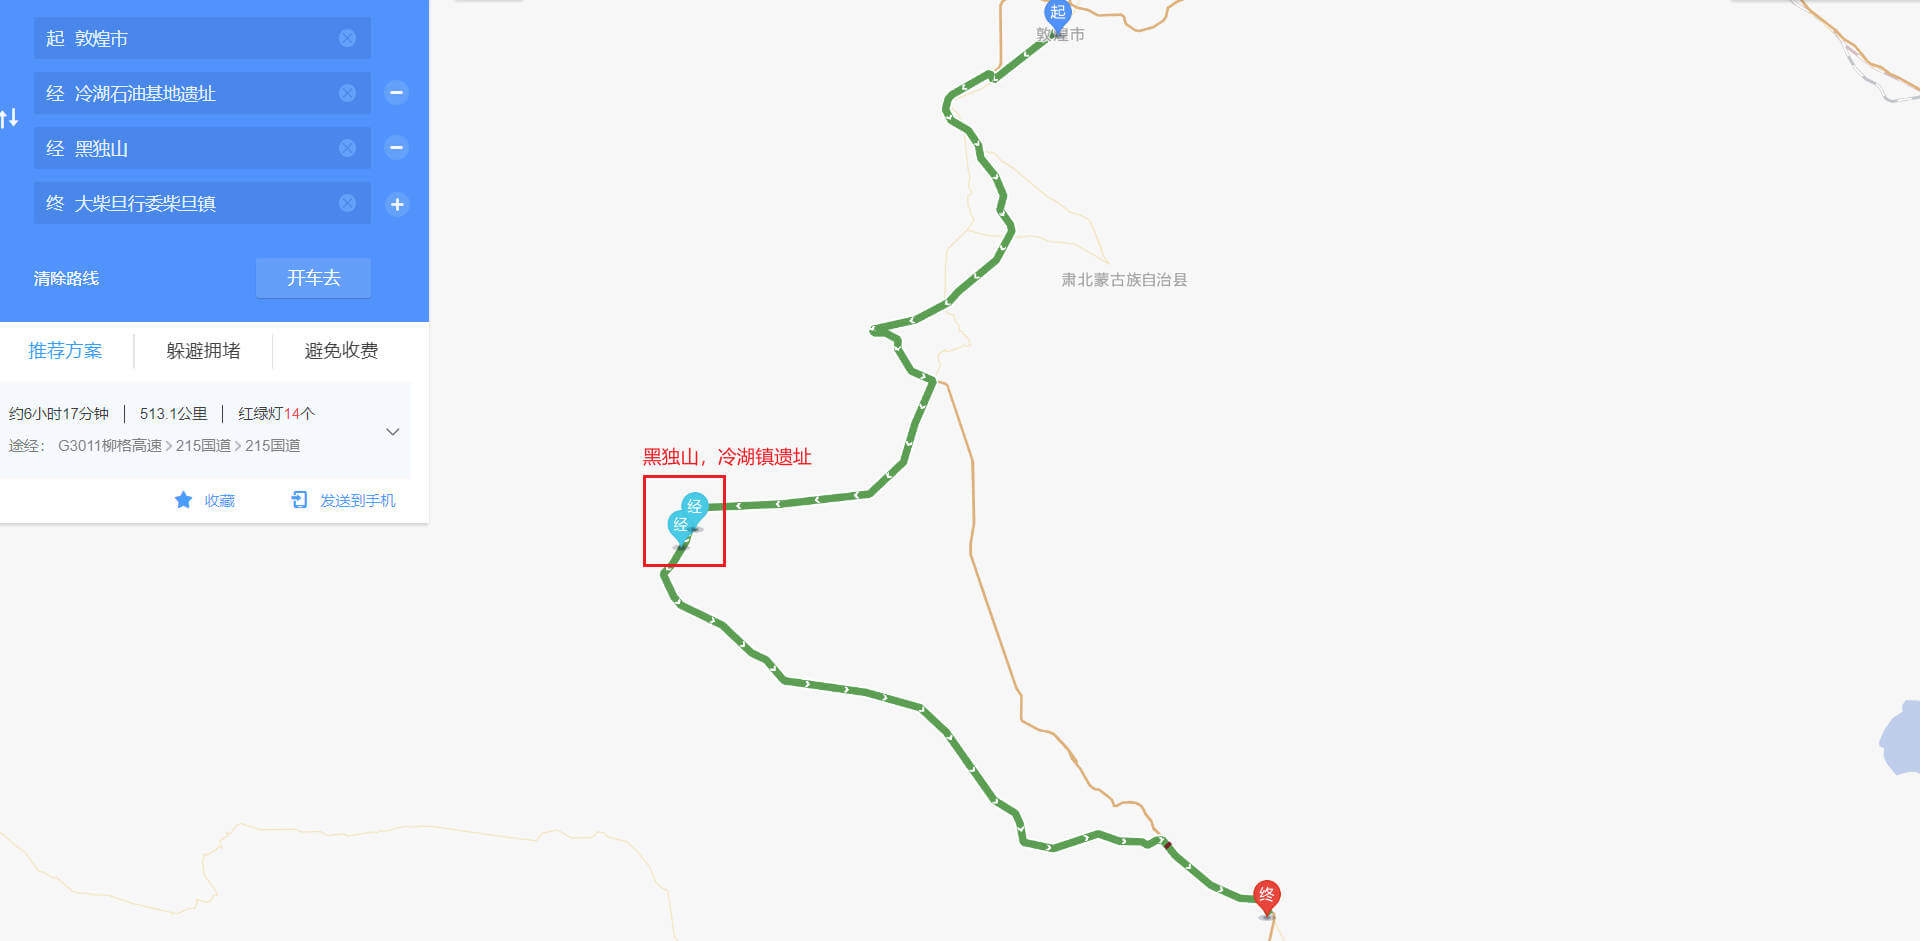 起 敦煌市
经 冷湖石油基地遗址
经 黑独山
终 大柴旦行委柴旦镇
清除路线 开车去
推荐方案 躲避拥堵 避免收费
约6小时17分钟 | 513.1公里 | 红绿灯14个
途经: G3011柳格高速 > 215国道 > 215国道
收藏 发送到手机
起
敦煌市
肃北蒙古族自治县
黑独山，冷湖镇遗址
经
经
终